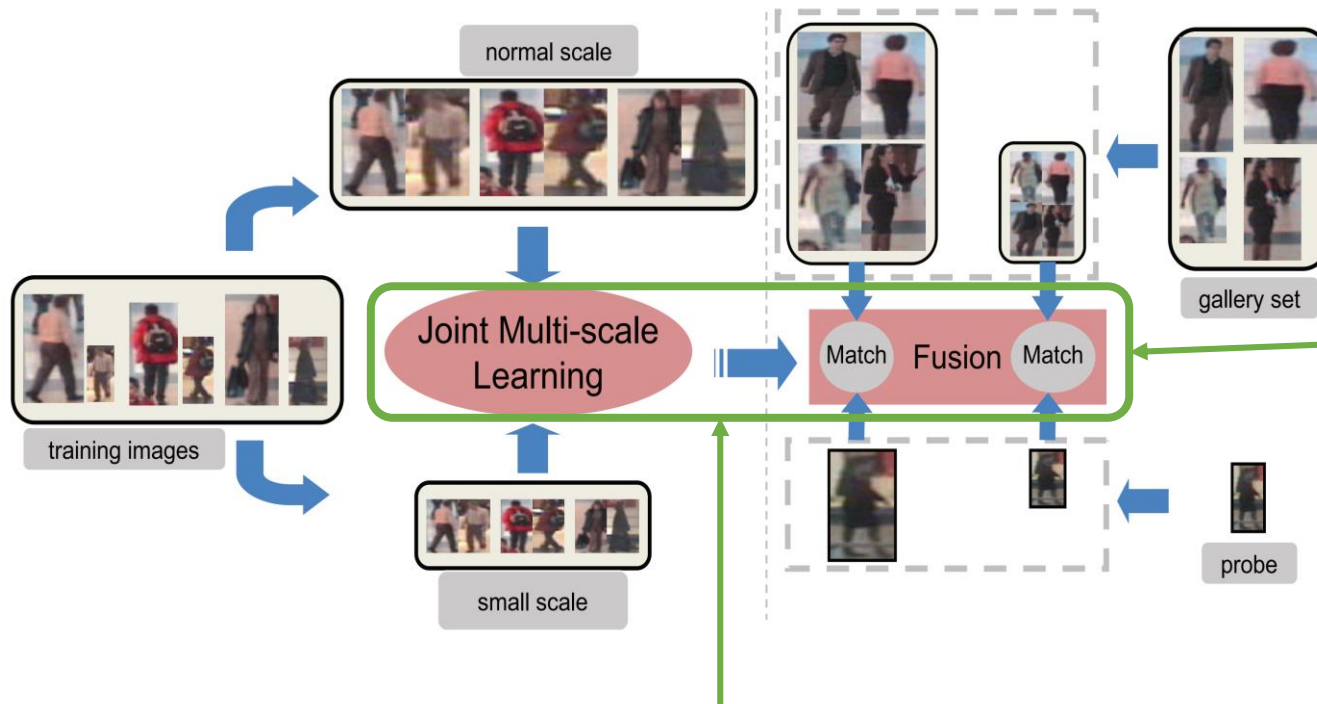 normal scale
training images
Joint Multi-scale
Learning
small scale
Match
Fusion
Match
gallery set
probe